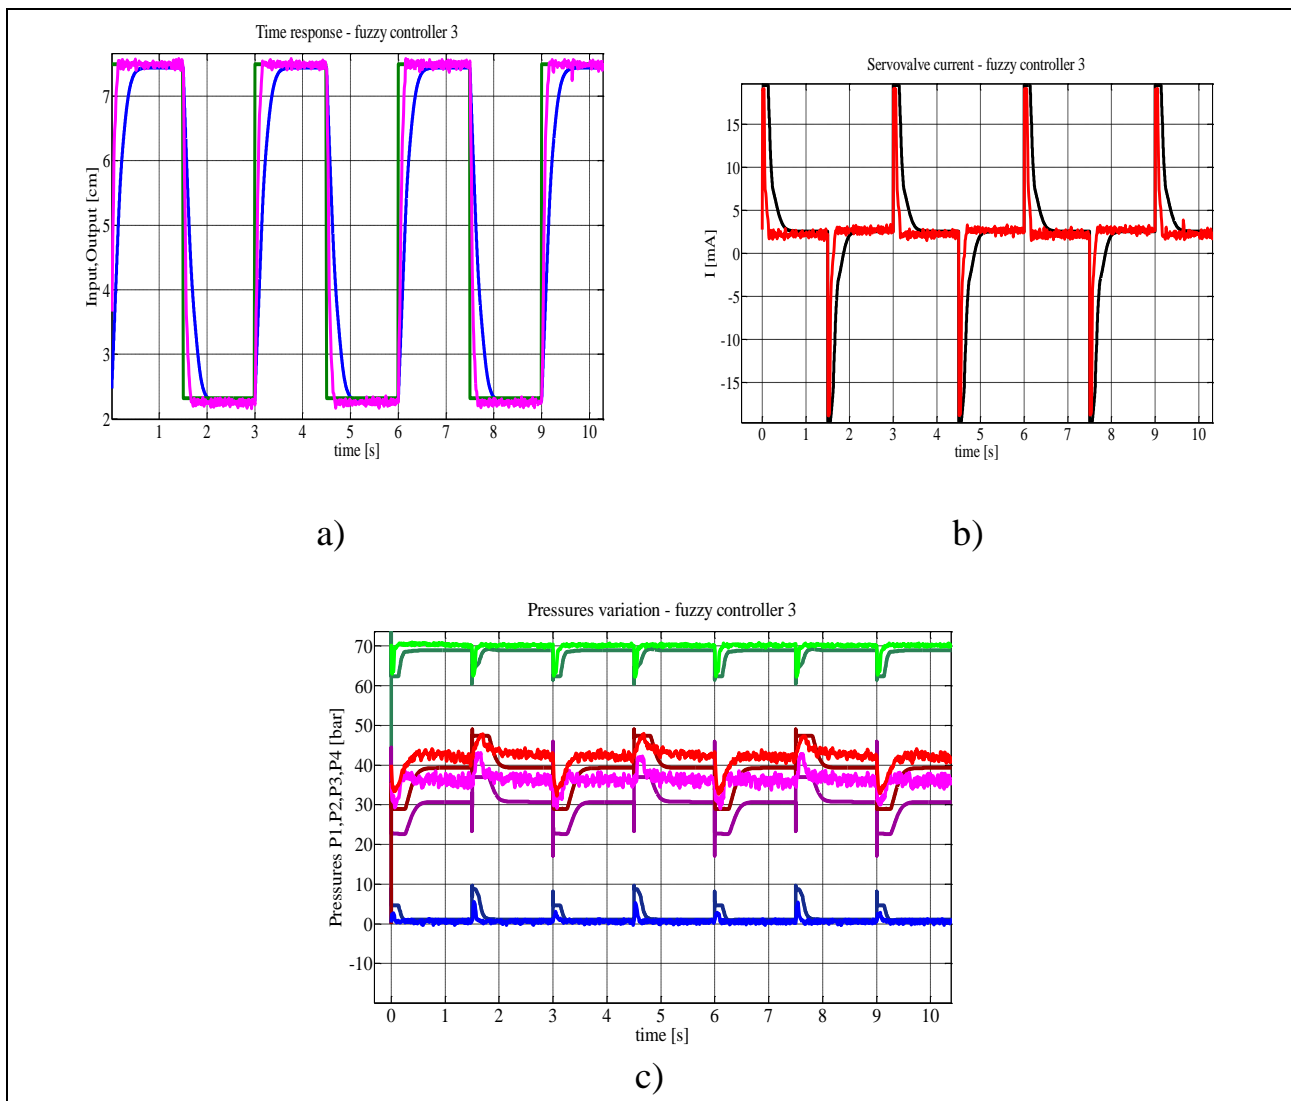 Time response - fuzzy controller 3
Input,Output [cm]
7
6
5
4
3
2
1 2 3 4 5 6 7 8 9 10
time [s]
a)
Servovalve current - fuzzy controller 3
I [mA]
15
10
5
0
-5
-10
-15
0 1 2 3 4 5 6 7 8 9 10
time [s]
b)
Pressures variation - fuzzy controller 3
Pressures P1,P2,P3,P4 [bar]
70
60
50
40
30
20
10
0
-10
0 1 2 3 4 5 6 7 8 9 10
time [s]
c)